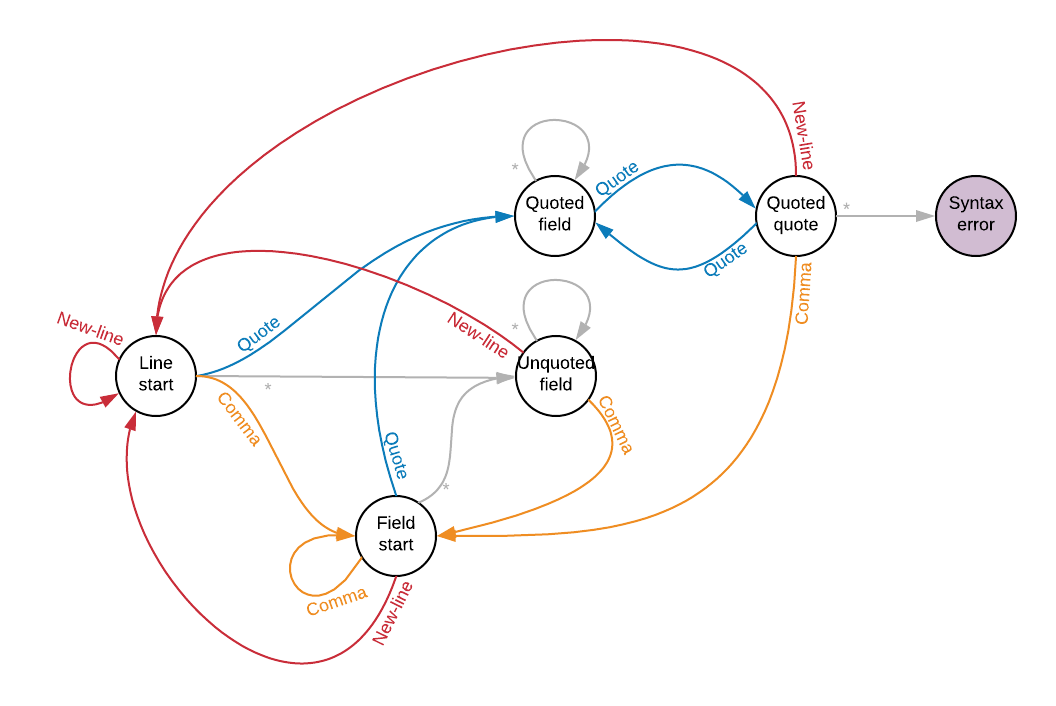 New-line
*
Quote
Quoted
field
Quoted
quote
*
Syntax
error
Quote
Comma
New-line
Quote
New-line
*
Line
start
*
Unquoted
field
Comma
Comma
Quote
*
Field
start
Comma
New-line